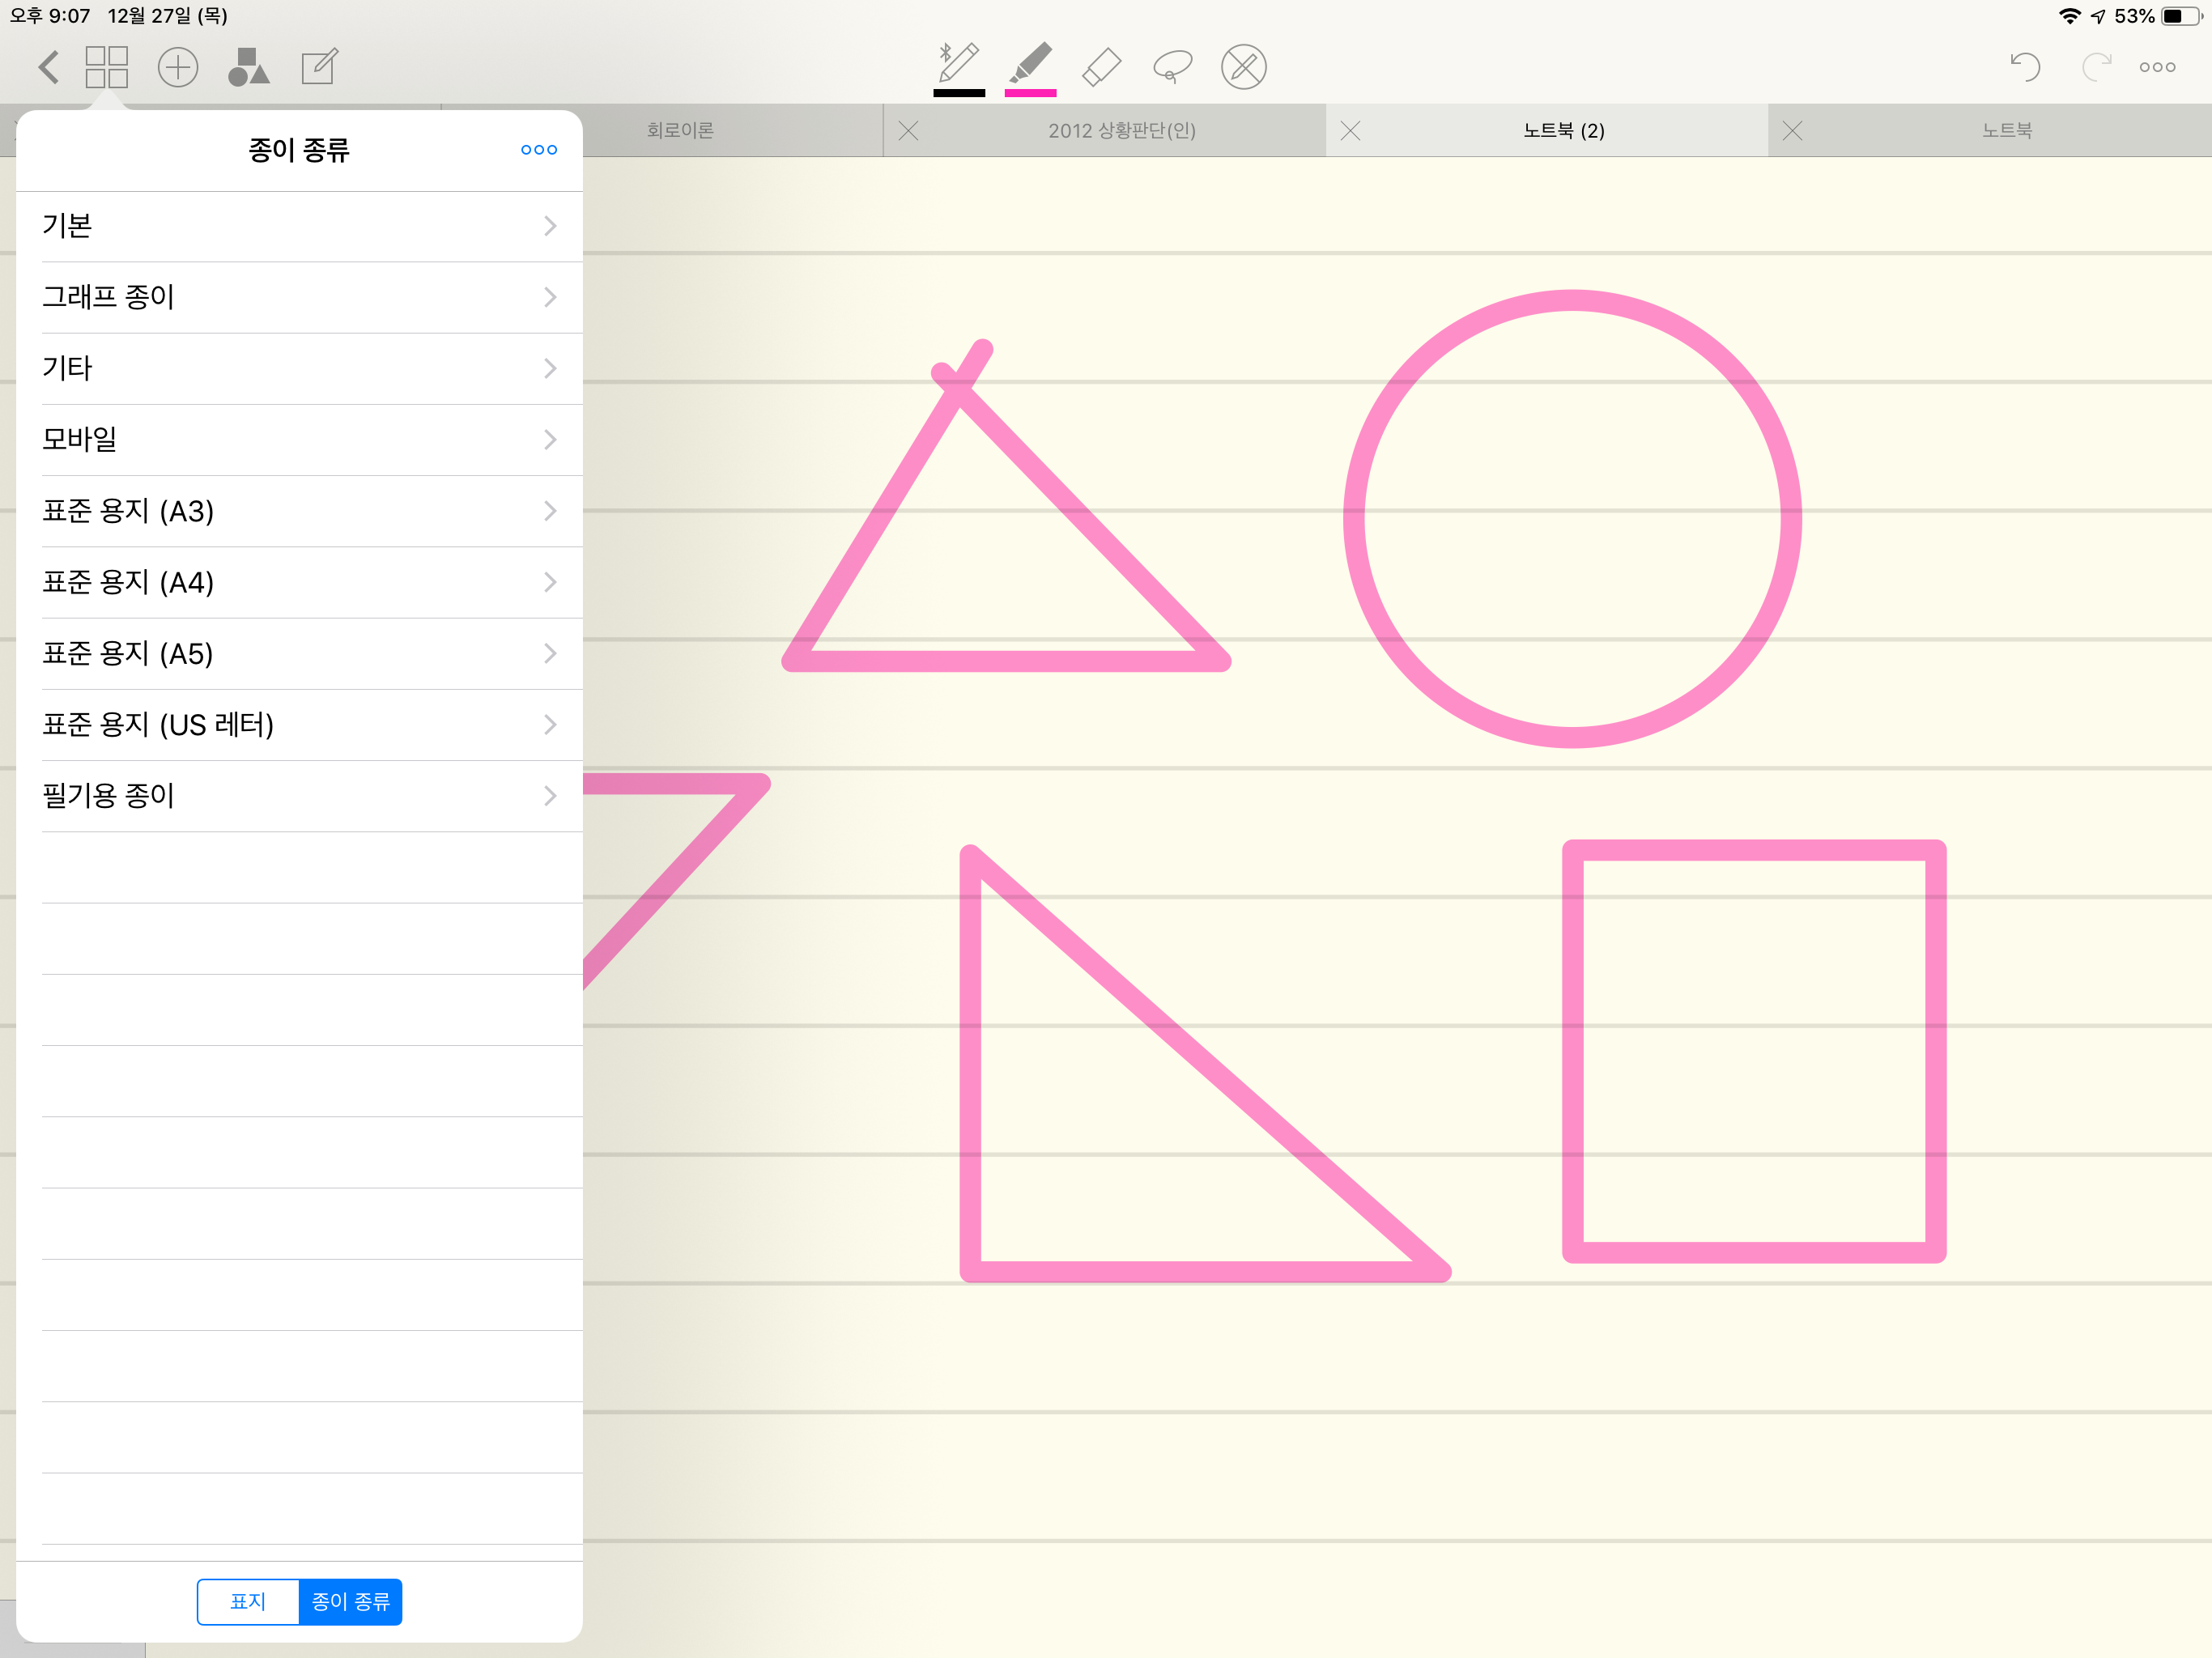 오후 9:07 12월 27일 (목)
53%
회로이론
2012 상황판단(인)
노트북 (2)
노트북
종이 종류
기본
그래프 종이
기타
모바일
표준 용지 (A3)
표준 용지 (A4)
표준 용지 (A5)
표준 용지 (US 레터)
필기용 종이
표지
종이 종류